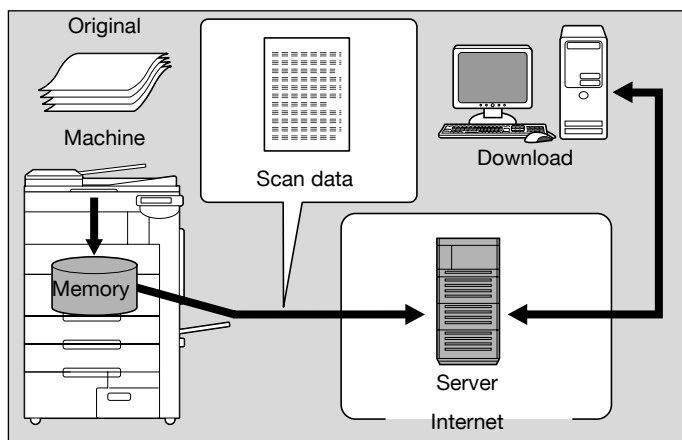 Original
Machine
Memory
Scan data
Download
Server
Internet